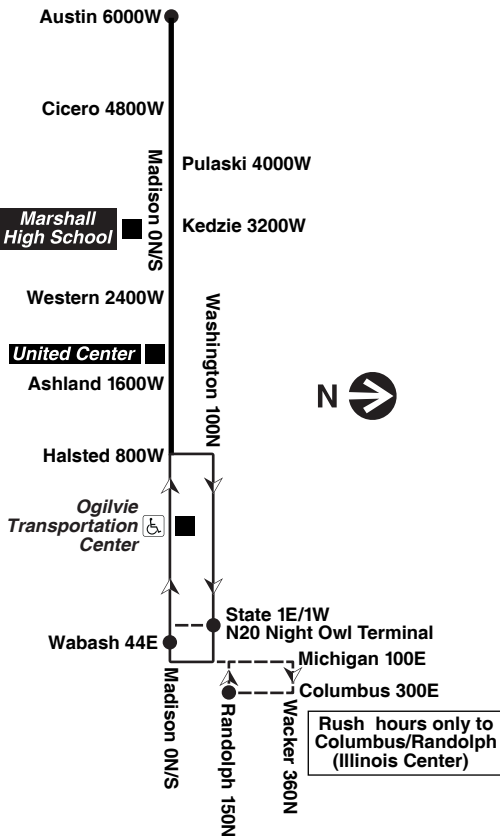 Austin 6000W
Cicero 4800W
Pulaski 4000W
Madison 0N/S
Marshall
High School
Kedzie 3200W
Western 2400W
Washington 100N
United Center
Ashland 1600W
N
Halsted 800W
Ogilvie
Transportation
Center
State 1E/1W
N20 Night Owl Terminal
Wabash 44E
Michigan 100E
Columbus 300E
Madison 0N/S
Randolph 150N
Wacker 360N
Rush hours only to
Columbus/Randolph
(Illinois Center)